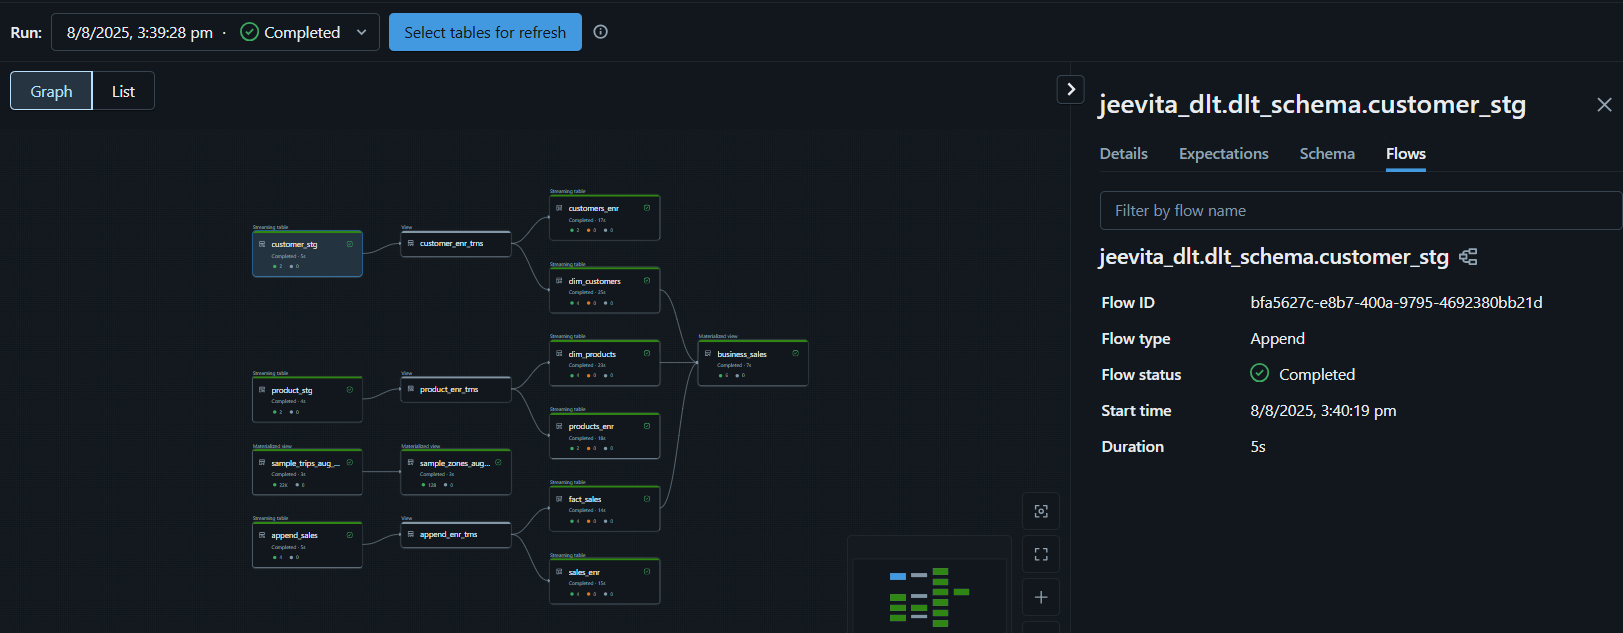 Run: 8/8/2025, 3:39:28 pm · Completed Select tables for refresh
Graph List
jeevita_dlt.dlt_schema.customer_stg
Details Expectations Schema Flows
Filter by flow name
jeevita_dlt.dlt_schema.customer_stg
Flow ID bfa5627c-e8b7-400a-9795-4692380bb21d
Flow type Append
Flow status Completed
Start time 8/8/2025, 3:40:19 pm
Duration 5s
Streaming table
customer_stg
Completed · 5s
2 0
View
customer_enr_trns
Streaming table
customers_enr
Completed · 17s
2 0 0
Streaming table
dim_customers
Completed · 25s
4 0 0
Streaming table
dim_products
Completed · 23s
4 0 0
Materialized view
business_sales
Completed · 7s
6 0
Streaming table
product_stg
Completed · 4s
2 0
View
product_enr_trns
Streaming table
products_enr
Completed · 18s
2 0 0
Materialized view
sample_trips_aug_...
Completed · 3s
226 0
Materialized view
sample_zones_aug...
Completed · 3s
128 0
Streaming table
fact_sales
Completed · 14s
4 0 0
Streaming table
append_sales
Completed · 5s
4 0
View
append_enr_trns
Streaming table
sales_enr
Completed · 15s
4 0 0